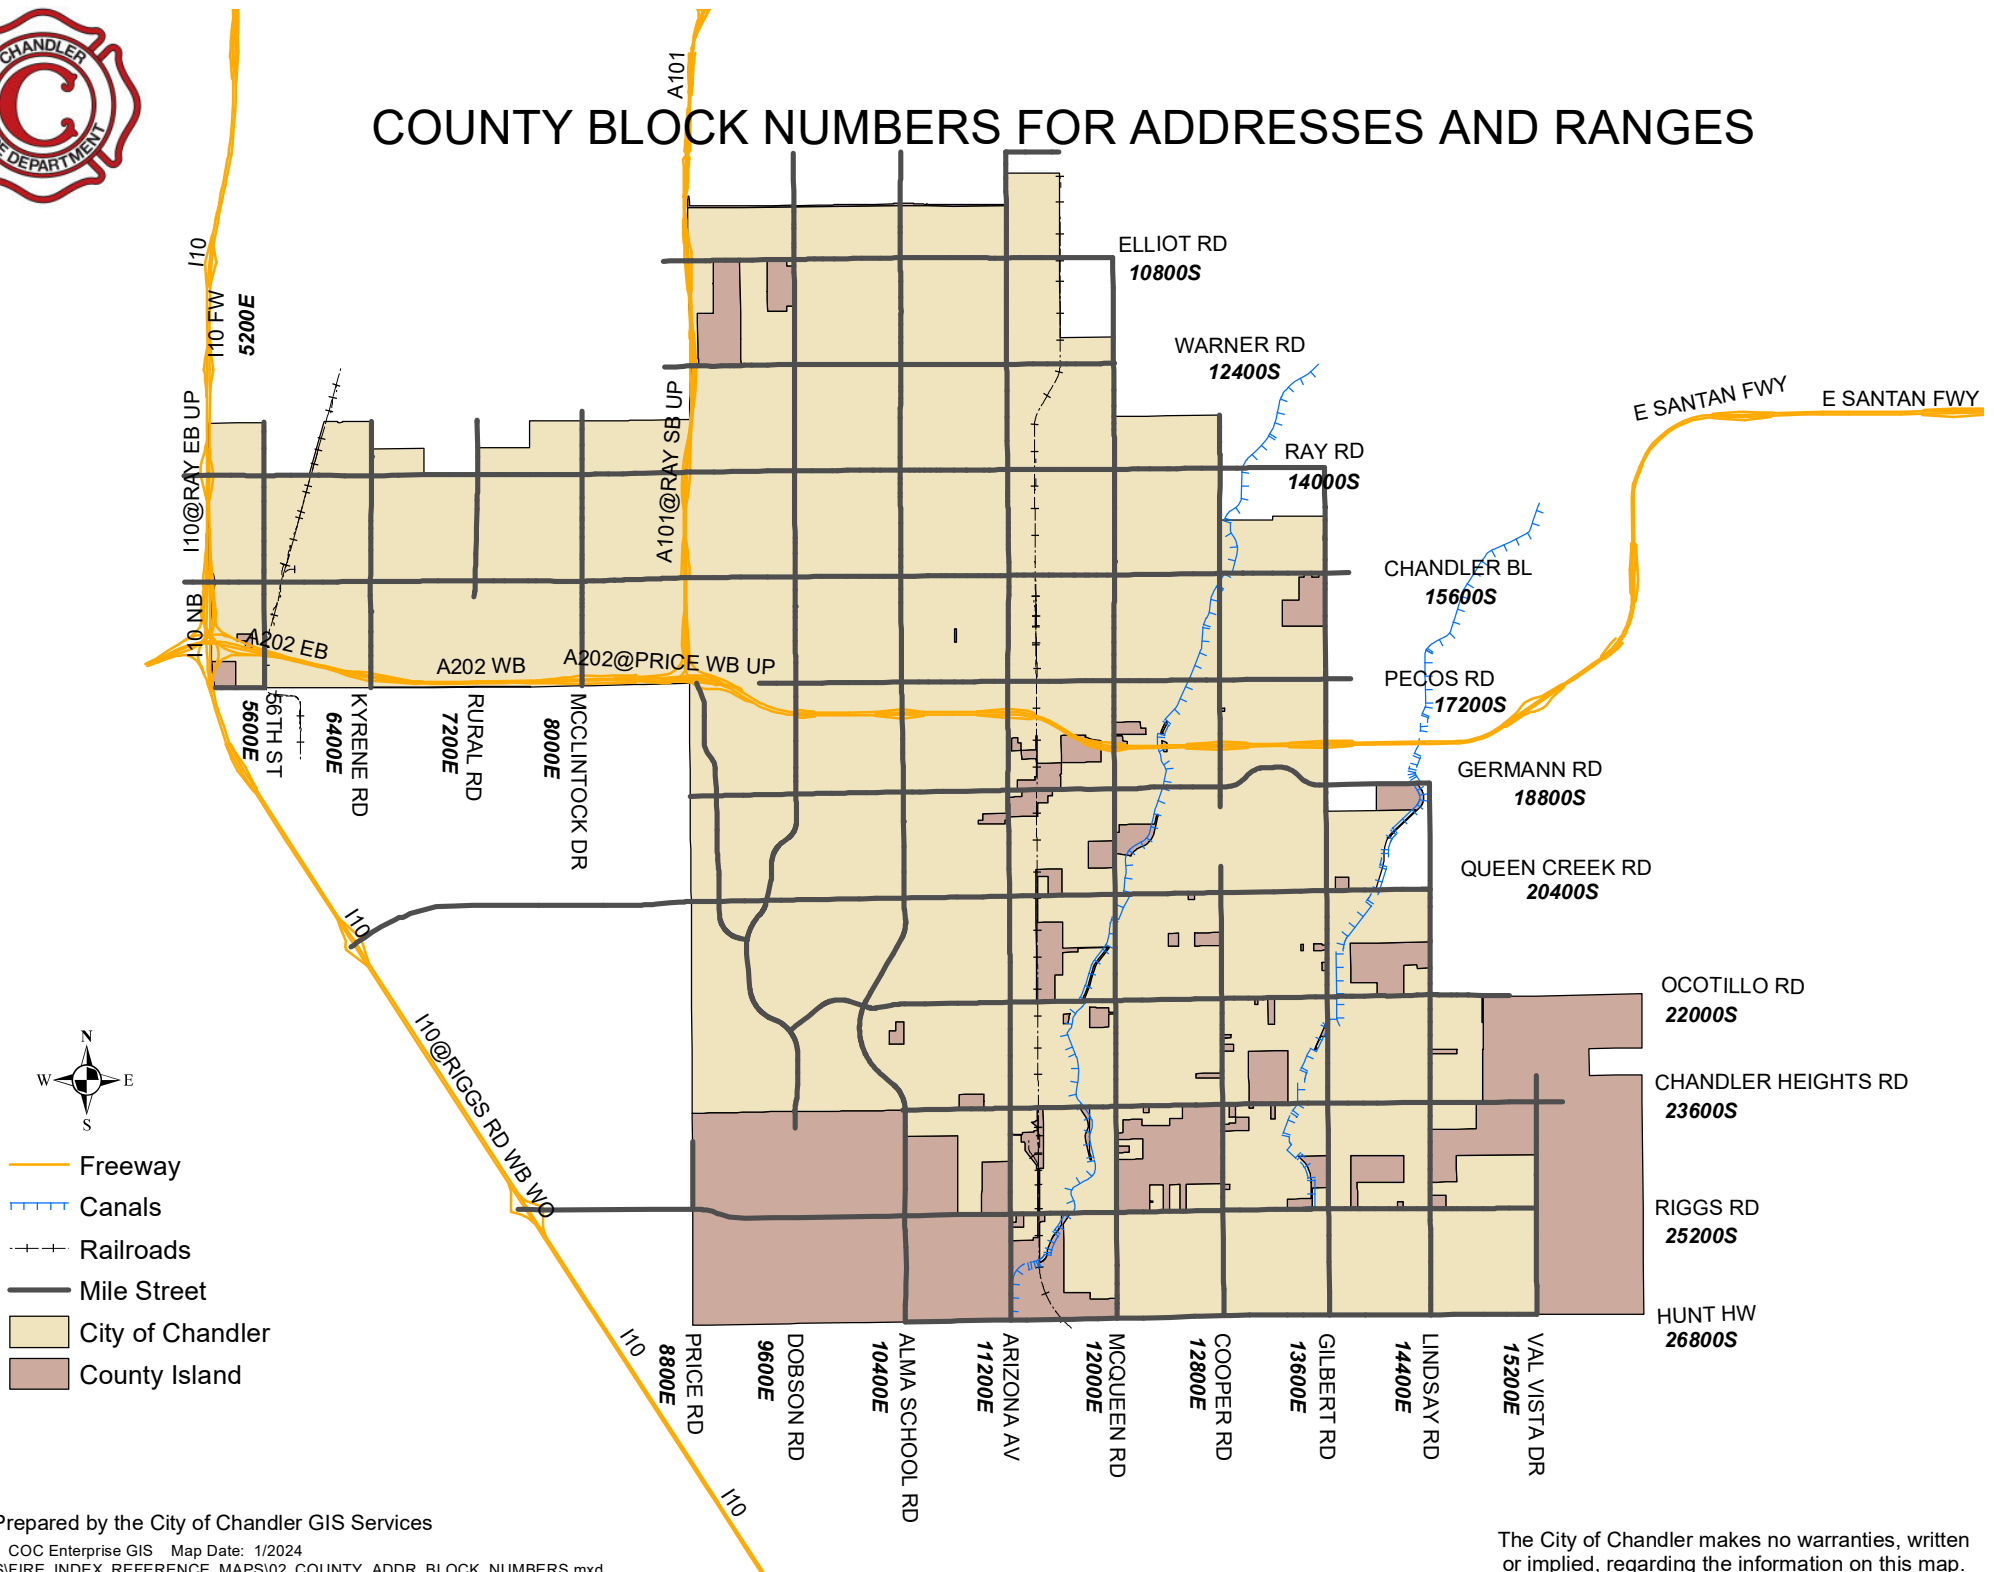 CHANDLER
C
E DEPARTMENT
COUNTY BLOCK NUMBERS FOR ADDRESSES AND RANGES
A101
I10
I10 FW
5200E
I10@RAY EB UP
A101@RAY SB UP
I10 NB
A202 EB
A202 WB
A202@PRICE WB UP
E SANTAN FWY
E SANTAN FWY
ELLIOT RD
10800S
WARNER RD
12400S
RAY RD
14000S
CHANDLER BL
15600S
PECOS RD
17200S
GERMANN RD
18800S
QUEEN CREEK RD
20400S
OCOTILLO RD
22000S
CHANDLER HEIGHTS RD
23600S
RIGGS RD
25200S
HUNT HW
26800S
56TH ST
5600E
KYRENE RD
6400E
RURAL RD
7200E
MCCLINTOCK DR
8000E
I10
I10@RIGGS RD WB WO
I10
I10
PRICE RD
8800E
DOBSON RD
9600E
ALMA SCHOOL RD
10400E
ARIZONA AV
11200E
MCQUEEN RD
12000E
COOPER RD
12800E
GILBERT RD
13600E
LINDSAY RD
14400E
VAL VISTA DR
15200E
N
W E
S
Freeway
Canals
Railroads
Mile Street
City of Chandler
County Island
Prepared by the City of Chandler GIS Services
COC Enterprise GIS Map Date: 1/2024
S\FIRE_INDEX_REFERENCE_MAPS\02_COUNTY_ADDR_BLOCK_NUMBERS.mxd
The City of Chandler makes no warranties, written
or implied, regarding the information on this map.